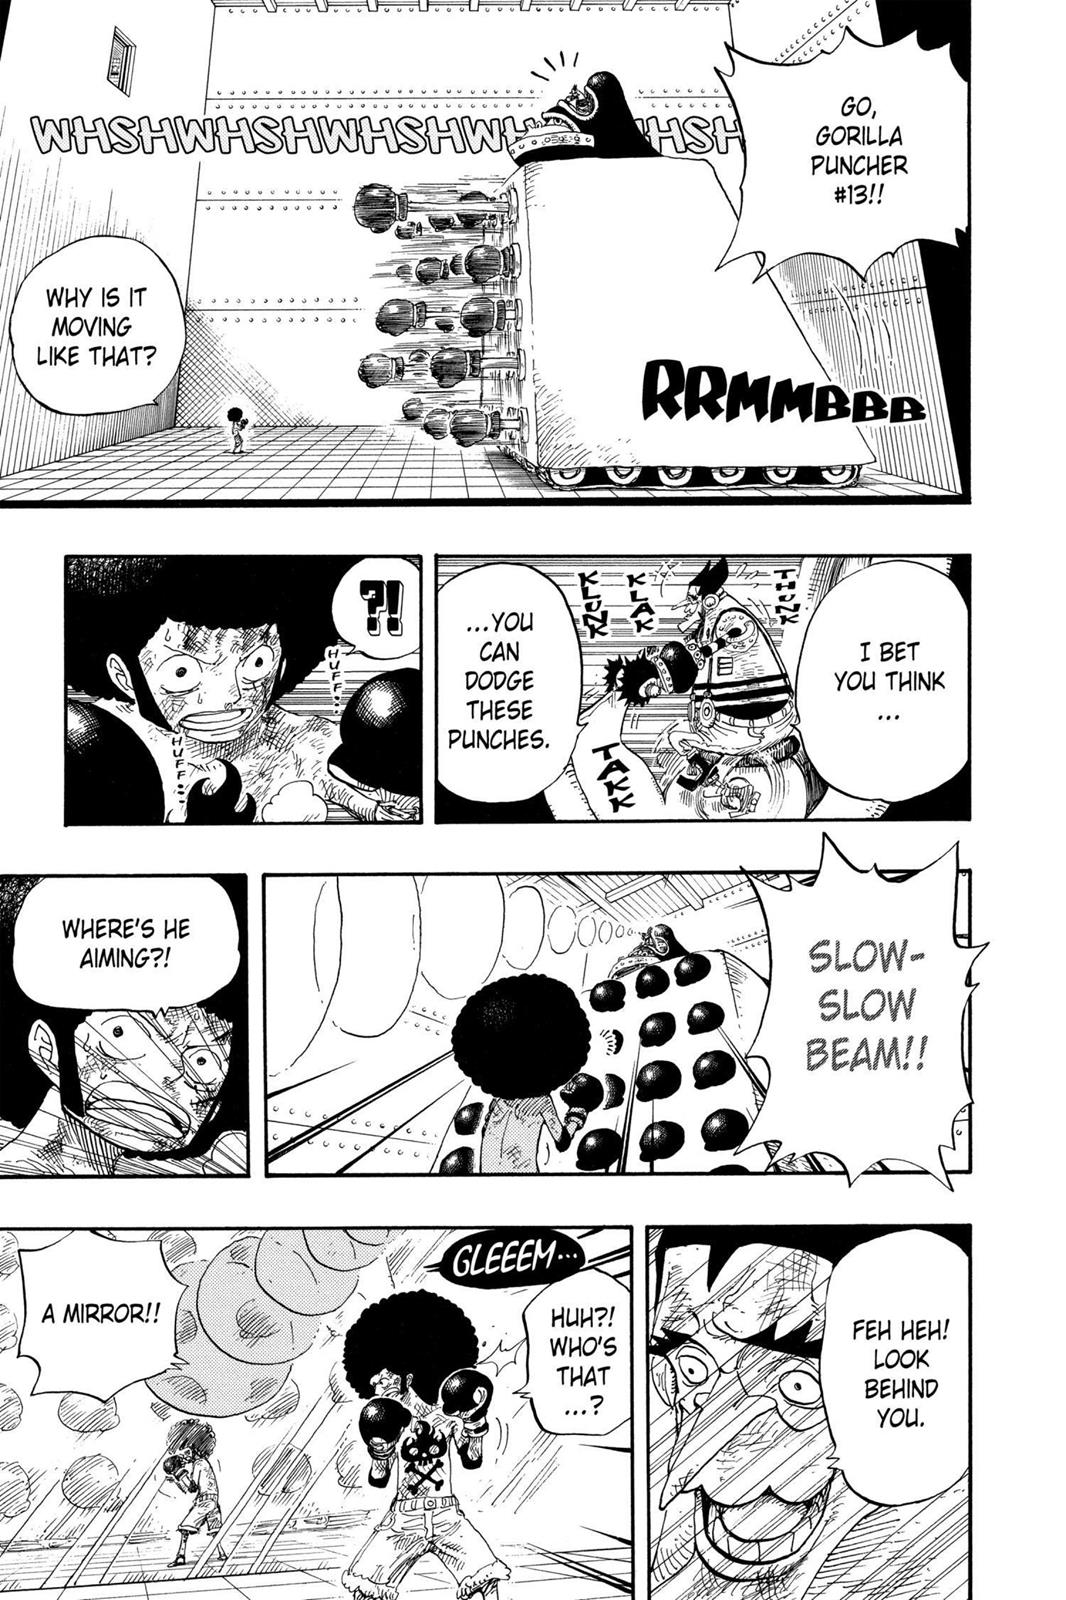 GO,
GORILLA
PUNCHER
#13!!
WHSHWHSHWHSHWHSHWHSHWHSH
WHY IS IT
MOVING
LIKE THAT?
RRMMBBB
I BET
YOU THINK
...
THUNK
KLAK
KLUNK
TAKK
...YOU
CAN
DODGE
THESE
PUNCHES.
?!
HUFF...
HUFF...
SLOW-
SLOW
BEAM!!
WHERE'S HE
AIMING?!
FEH HEH!
LOOK
BEHIND
YOU.
GLEEEM...
HUH?!
WHO'S
THAT
...?
A MIRROR!!